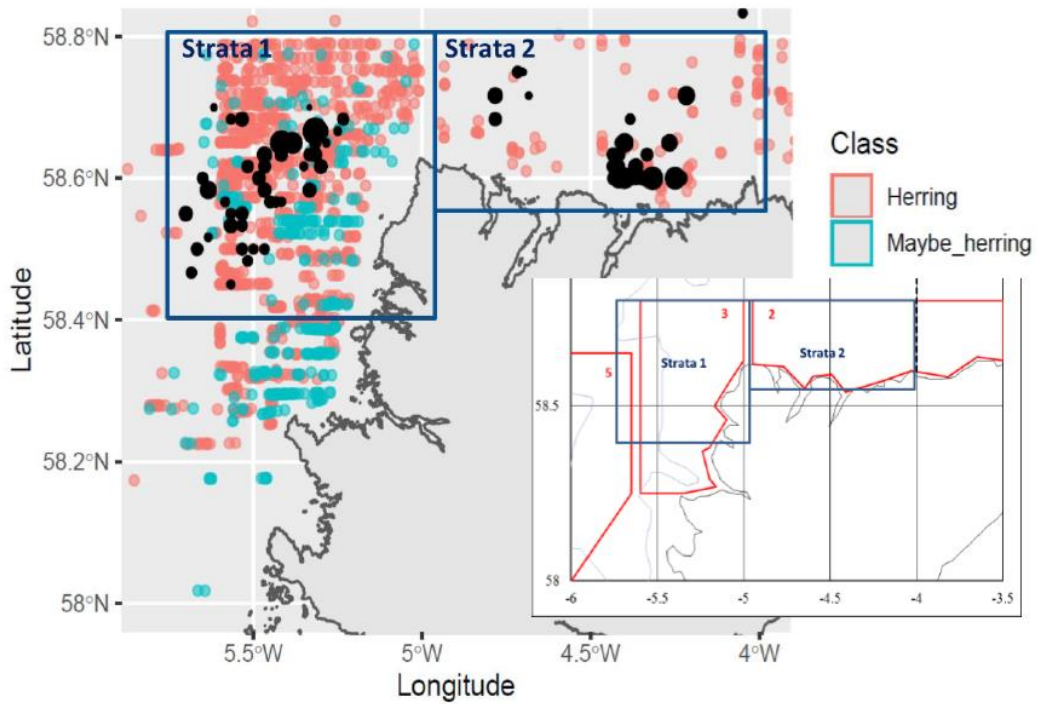 Strata 1
Strata 2
58.8°N
58.6°N
58.4°N
58.2°N
58°N
Latitude
5.5°W
5°W
4.5°W
4°W
Longitude
Class
Herring
Maybe_herring
3
2
5
Strata 1
Strata 2
58.5
58
-6
-5.5
-5
-4.5
-4
-3.5